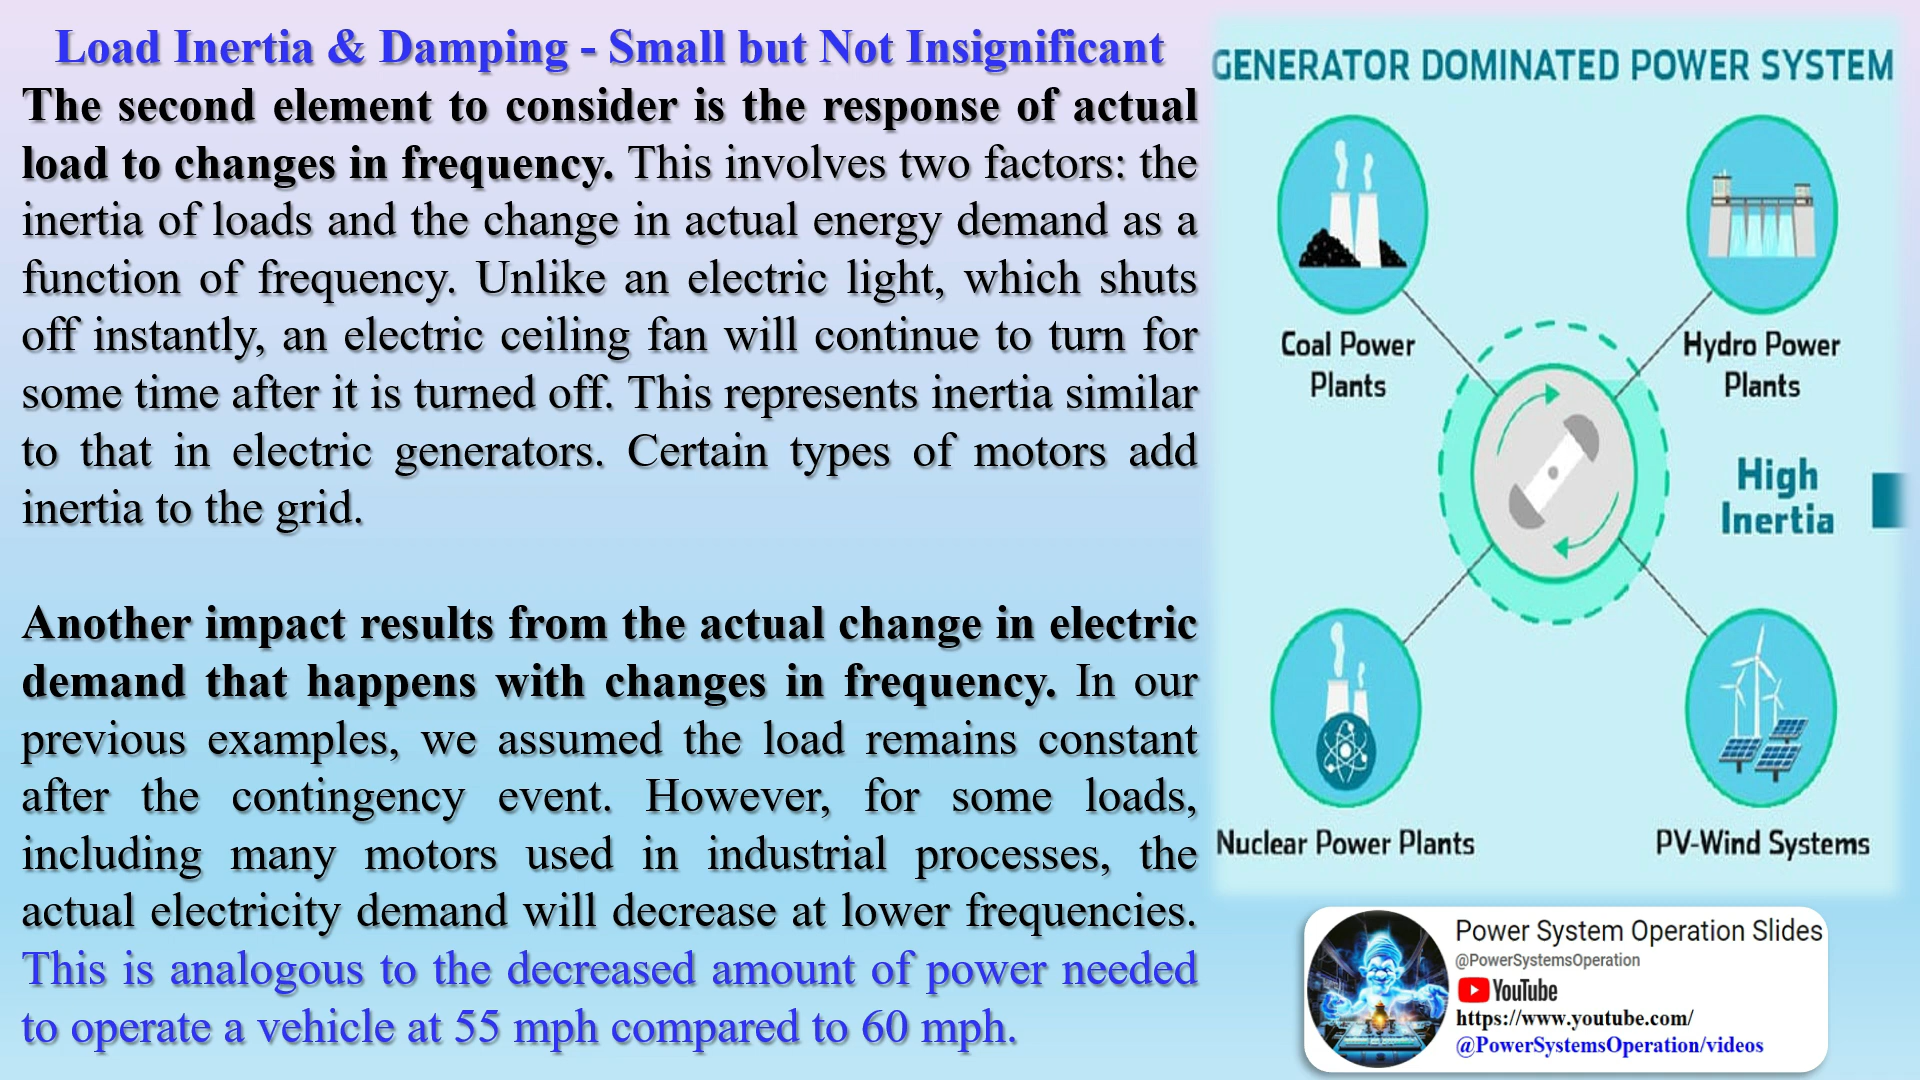 Load Inertia & Damping - Small but Not Insignificant
The second element to consider is the response of actual
load to changes in frequency. This involves two factors: the
inertia of loads and the change in actual energy demand as a
function of frequency. Unlike an electric light, which shuts
off instantly, an electric ceiling fan will continue to turn for
some time after it is turned off. This represents inertia similar
to that in electric generators. Certain types of motors add
inertia to the grid.
Another impact results from the actual change in electric
demand that happens with changes in frequency. In our
previous examples, we assumed the load remains constant
after the contingency event. However, for some loads,
including many motors used in industrial processes, the
actual electricity demand will decrease at lower frequencies.
This is analogous to the decreased amount of power needed
to operate a vehicle at 55 mph compared to 60 mph.
GENERATOR DOMINATED POWER SYSTEM
Coal Power
Plants
Hydro Power
Plants
High
Inertia
Nuclear Power Plants
PV-Wind Systems
Power System Operation Slides
@PowerSystemsOperation
YouTube
https://www.youtube.com/
@PowerSystemsOperation/videos